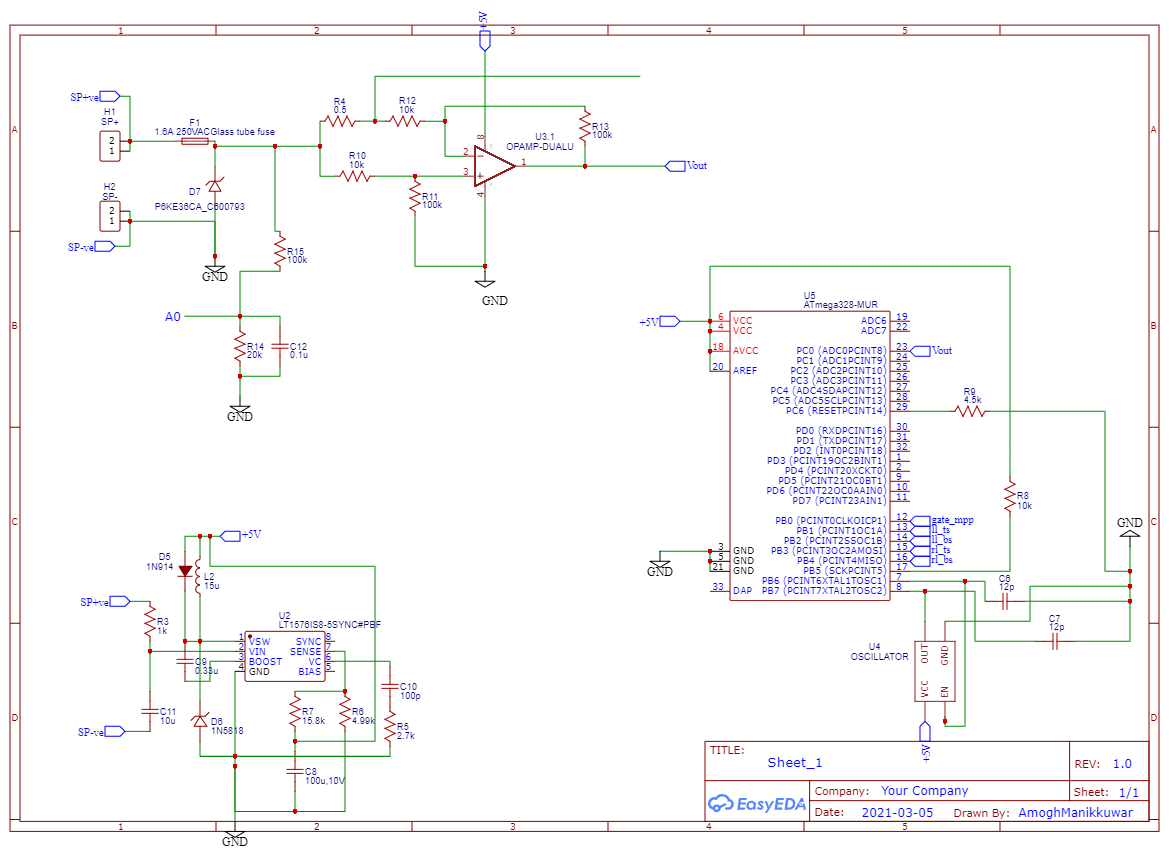 +5V
1 2 3 4 5
A
SP+ve
H1
SP+
2
1
F1
1.6A 250VACGlass tube fuse
R4
0.5
R12
10k
R13
100k
U3.1
OPAMP-DUALU
8
2
3
1
4
Vout
R10
10k
R11
100k
H2
SP-
2
1
D7
P6KE36CA_C600793
SP-ve
GND
R15
100k
GND
A0
R14
20k
C12
0.1u
GND
B
U5
ATmega328-MUR
+5V
6 VCC
4 VCC
18 AVCC
20 AREF
3 GND
5 GND
21 GND
33 DAP
ADC6 19
ADC7 22
PC0 (ADC0PCINT8) 23
PC1 (ADC1PCINT9) 24
PC2 (ADC2PCINT10) 25
PC3 (ADC3PCINT11) 26
PC4 (ADC4SDAPCINT12) 27
PC5 (ADC5SCLPCINT13) 28
PC6 (RESETPCINT14) 29
PD0 (RXDPCINT16) 30
PD1 (TXDPCINT17) 31
PD2 (INT0PCINT18) 32
PD3 (PCINT19OC2BINT1) 1
PD4 (PCINT20XCKT0) 2
PD5 (PCINT21OC0BT1) 9
PD6 (PCINT22OC0AAIN0) 10
PD7 (PCINT23AIN1) 11
PB0 (PCINT0CLKOICP1) 12
PB1 (PCINT1OC1A) 13
PB2 (PCINT2SSOC1B) 14
PB3 (PCINT3OC2AMOSI) 15
PB4 (PCINT4MISO) 16
PB5 (SCKPCINT5) 17
PB6 (PCINT6XTAL1TOSC1) 7
PB7 (PCINT7XTAL2TOSC2) 8
Vout
gate_mpp
ll_ts
ll_bs
rl_ts
rl_bs
R9
4.5k
R8
10k
GND
GND
C
C6
12p
C7
12p
U4
OSCILLATOR
OUT
GND
VCC
EN
+5V
+5V
D5
1N914
L2
15u
SP+ve
R3
1k
C9
0.33u
C11
10u
SP-ve
D6
1N5818
U2
LT1576IS8-5SYNC#PBF
1 VSW
2 VIN
3 BOOST
4 GND
SYNC 8
SENSE 7
VC 6
BIAS 5
R7
15.8k
R6
4.99k
C10
100p
R5
2.7k
C8
100u,10V
GND
D
TITLE:
Sheet_1
REV: 1.0
EasyEDA
Company: Your Company
Sheet: 1/1
Date: 2021-03-05 Drawn By: AmoghManikkuwar
1 2 3 4 5
A
B
C
D